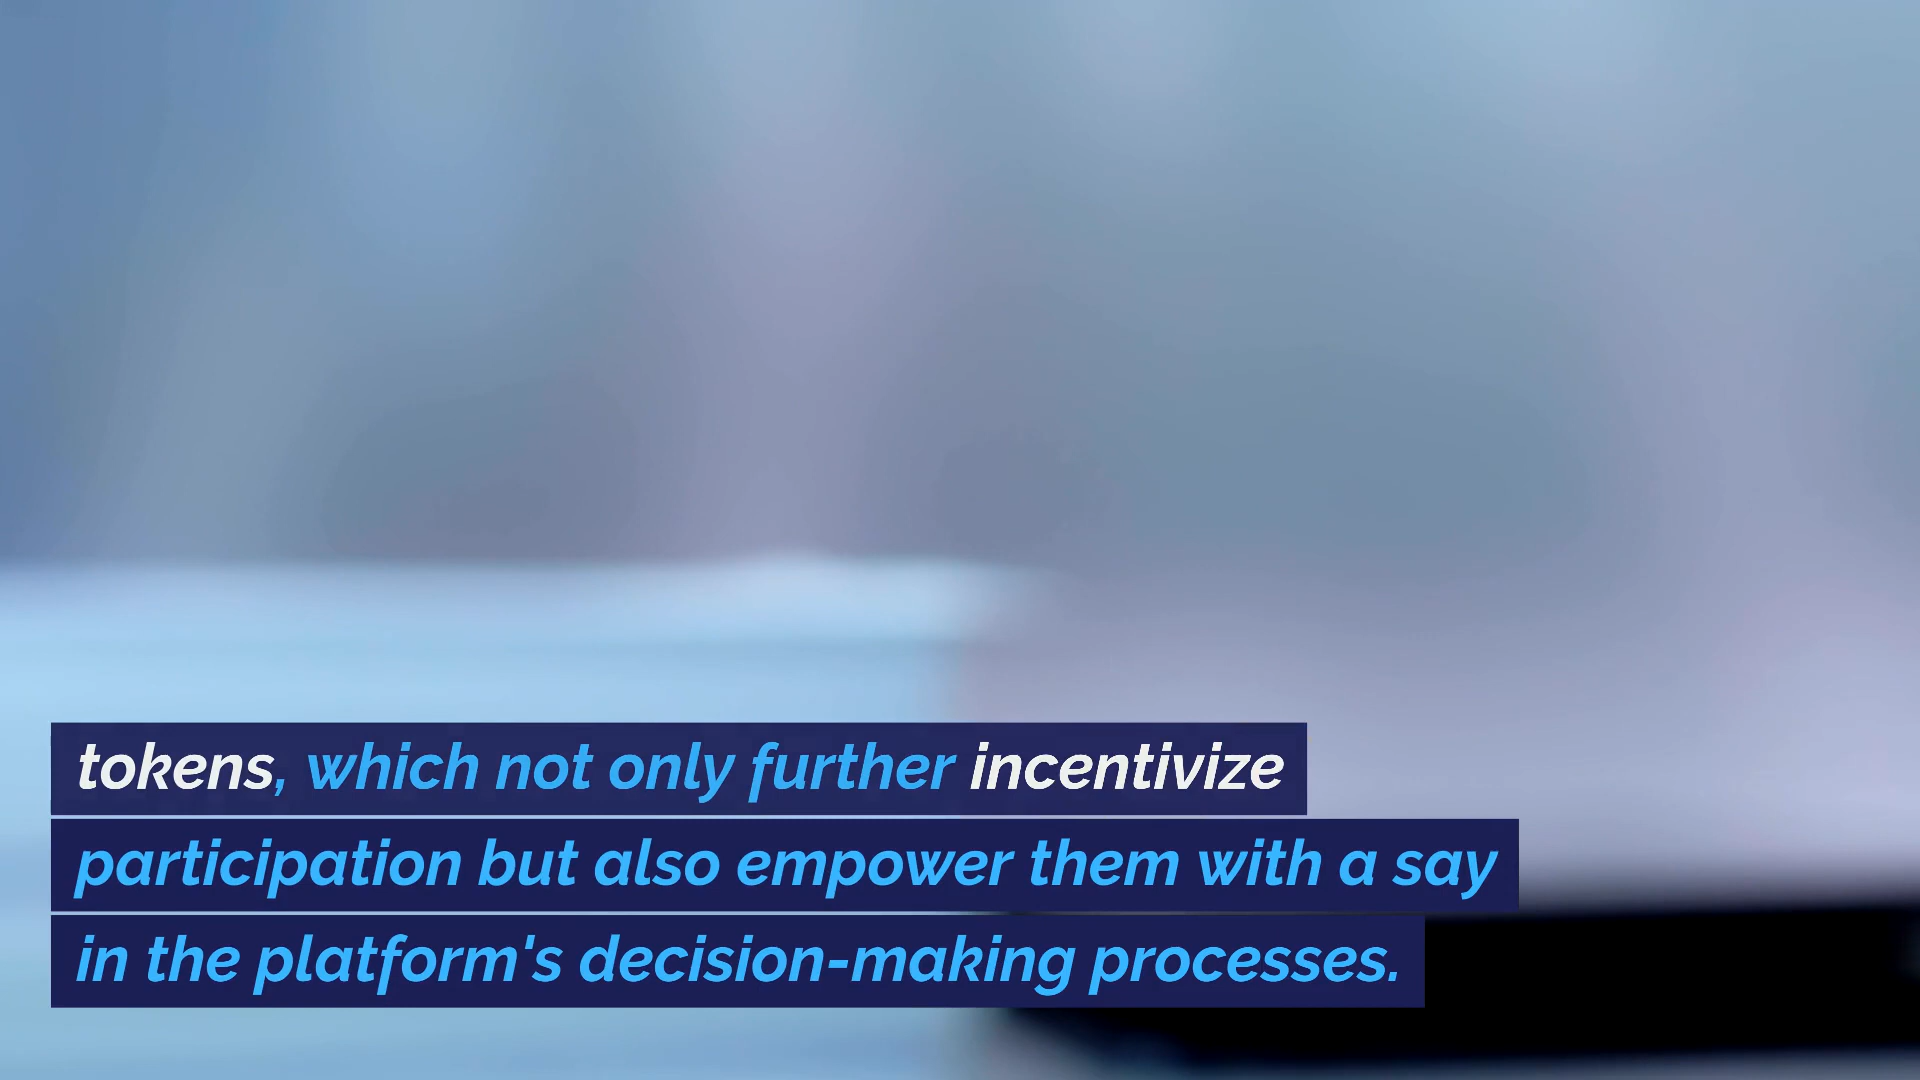 tokens, which not only further incentivize
participation but also empower them with a say
in the platform's decision-making processes.